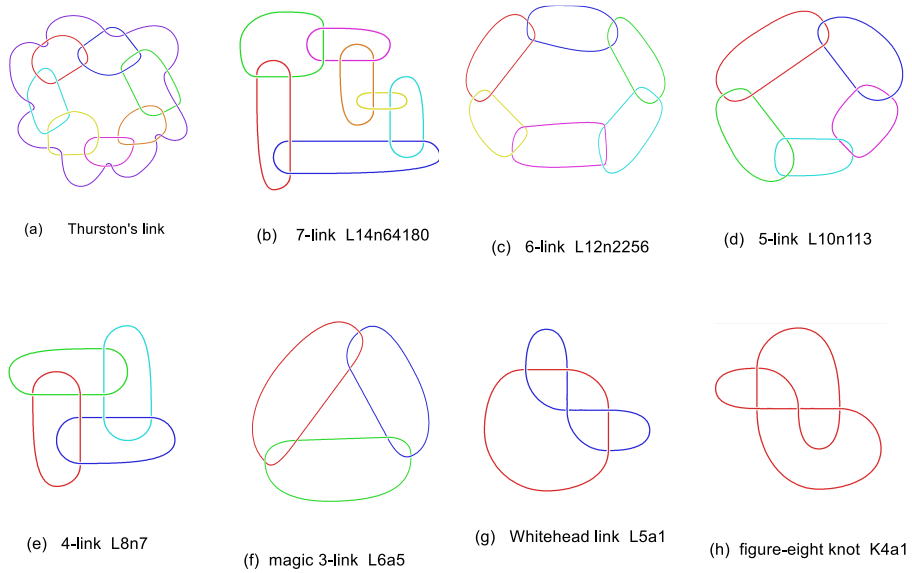 (a) Thurston's link
(b) 7-link L14n64180
(c) 6-link L12n2256
(d) 5-link L10n113
(e) 4-link L8n7
(f) magic 3-link L6a5
(g) Whitehead link L5a1
(h) figure-eight knot K4a1